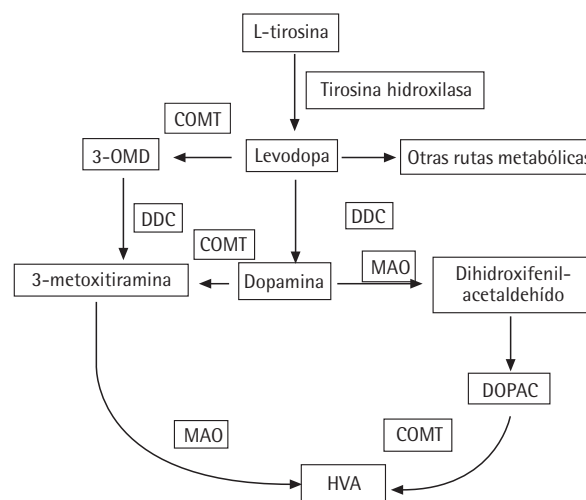 L-tirosina
Tirosina hidroxilasa
COMT
3-OMD
Levodopa
Otras rutas metabólicas
DDC
DDC
COMT
MAO
3-metoxitiramina
Dopamina
Dihidroxifenil-
acetaldehído
DOPAC
MAO
COMT
HVA